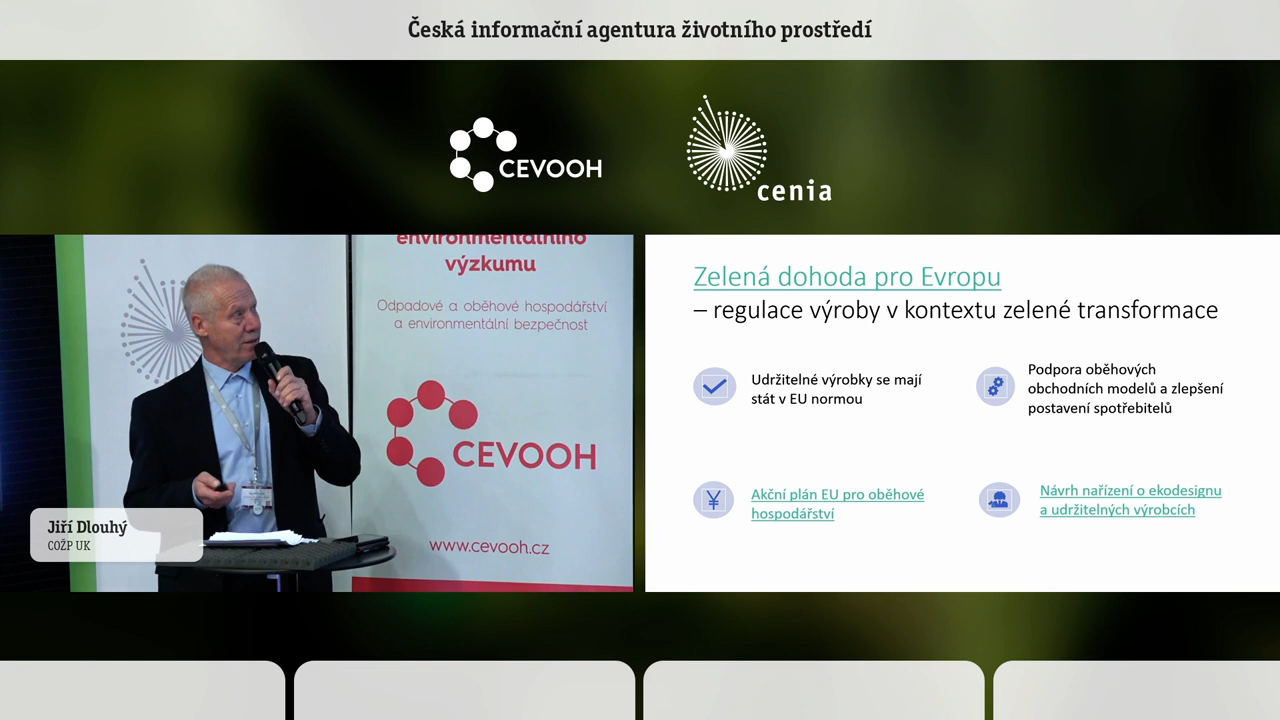 Česká informační agentura životního prostředí
CEVOOH
cenia
environmentálního
výzkumu
Odpadové a oběhové hospodářství
a environmentální bezpečnost
CEVOOH
www.cevooh.cz
Jiří Dlouhý
COŽP UK
Zelená dohoda pro Evropu
– regulace výroby v kontextu zelené transformace
Udržitelné výrobky se mají
stát v EU normou
Podpora oběhových
obchodních modelů a zlepšení
postavení spotřebitelů
Akční plán EU pro oběhové
hospodářství
Návrh nařízení o ekodesignu
a udržitelných výrobcích